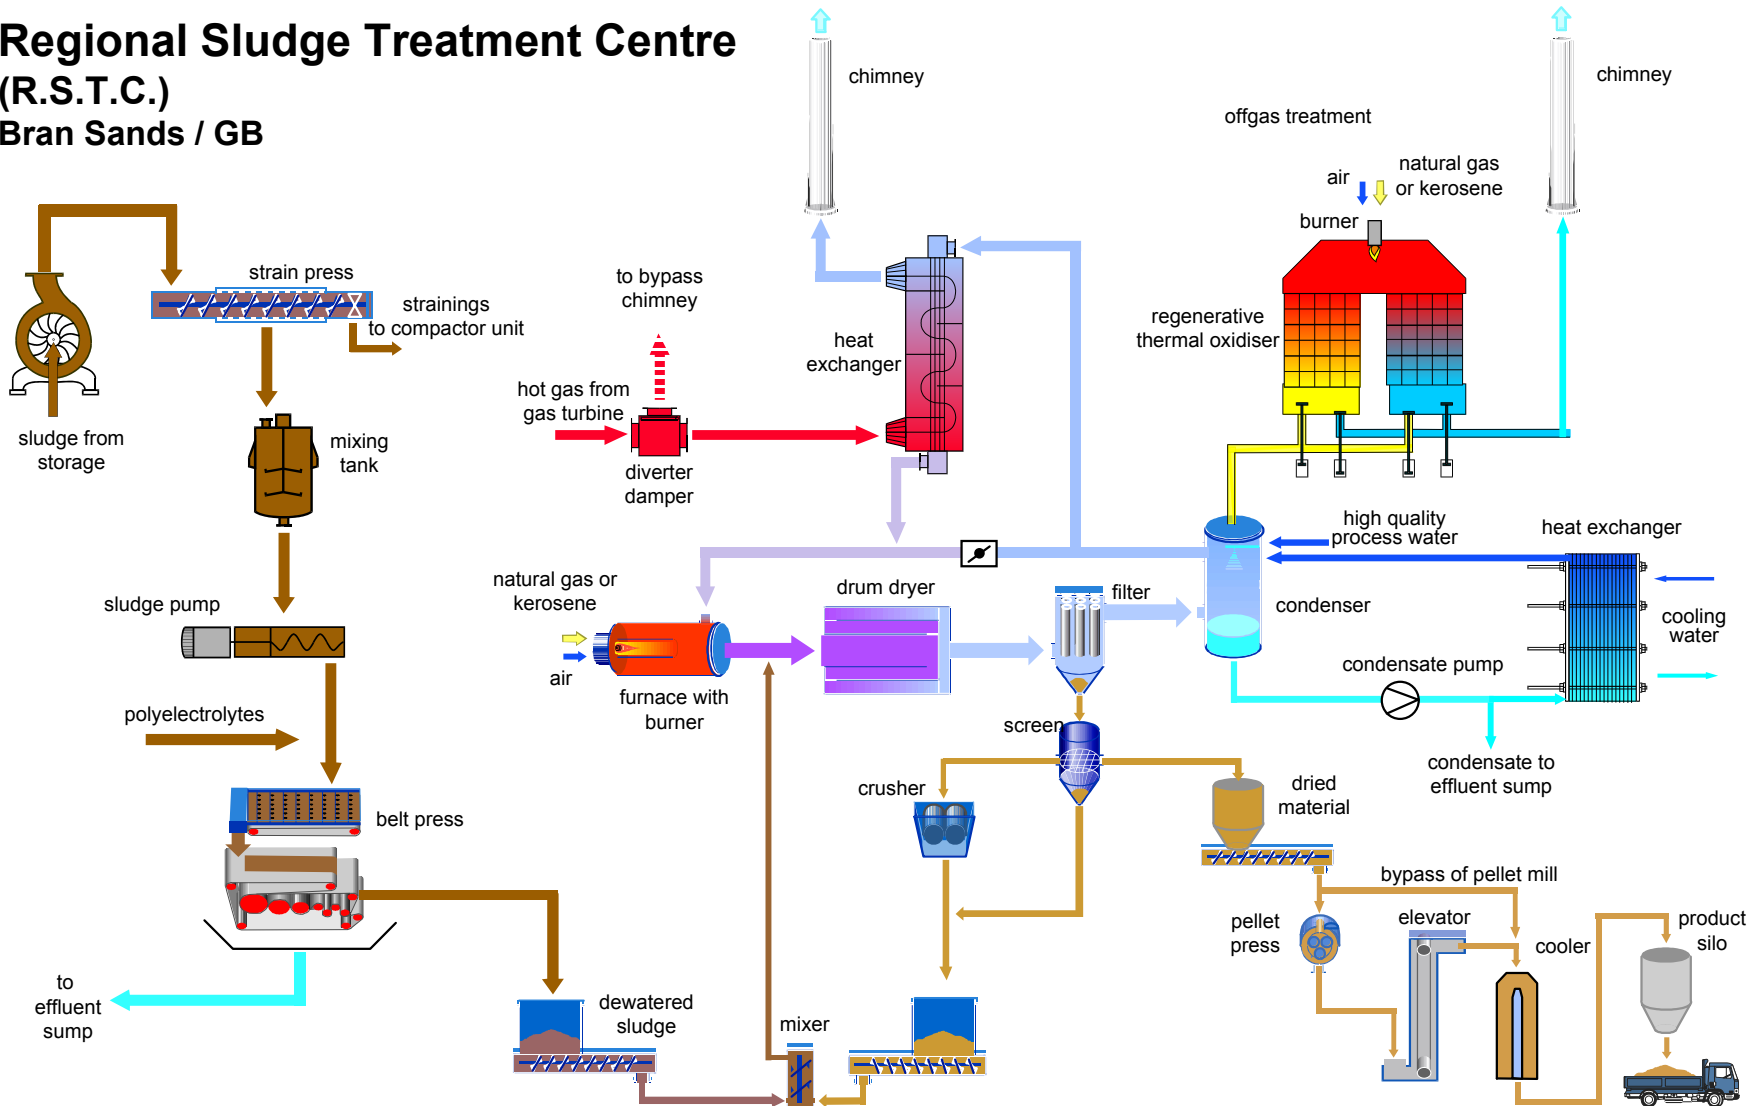 Regional Sludge Treatment Centre
(R.S.T.C.)
Bran Sands / GB
chimney
chimney
offgas treatment
air
natural gas
or kerosene
burner
strain press
strainings
to compactor unit
to bypass
chimney
heat
exchanger
regenerative
thermal oxidiser
hot gas from
gas turbine
diverter
damper
sludge from
storage
mixing
tank
high quality
process water
heat exchanger
natural gas or
kerosene
air
furnace with
burner
drum dryer
filter
condenser
cooling
water
sludge pump
condensate pump
polyelectrolytes
screen
condensate to
effluent sump
crusher
dried
material
belt press
bypass of pellet mill
pellet
press
elevator
cooler
product
silo
to
effluent
sump
dewatered
sludge
mixer